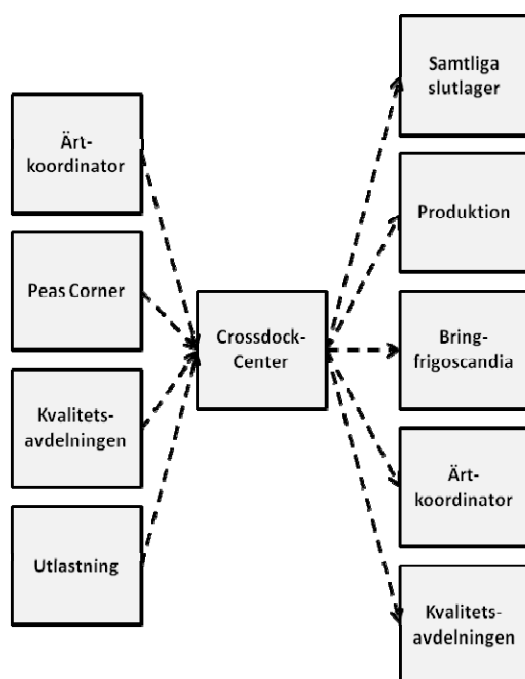 Ärt-
koordinator
Peas Corner
Kvalitets-
avdelningen
Utlastning
Crossdock-
Center
Samtliga
slutlager
Produktion
Bring-
frigoscandia
Ärt-
koordinator
Kvalitets-
avdelningen